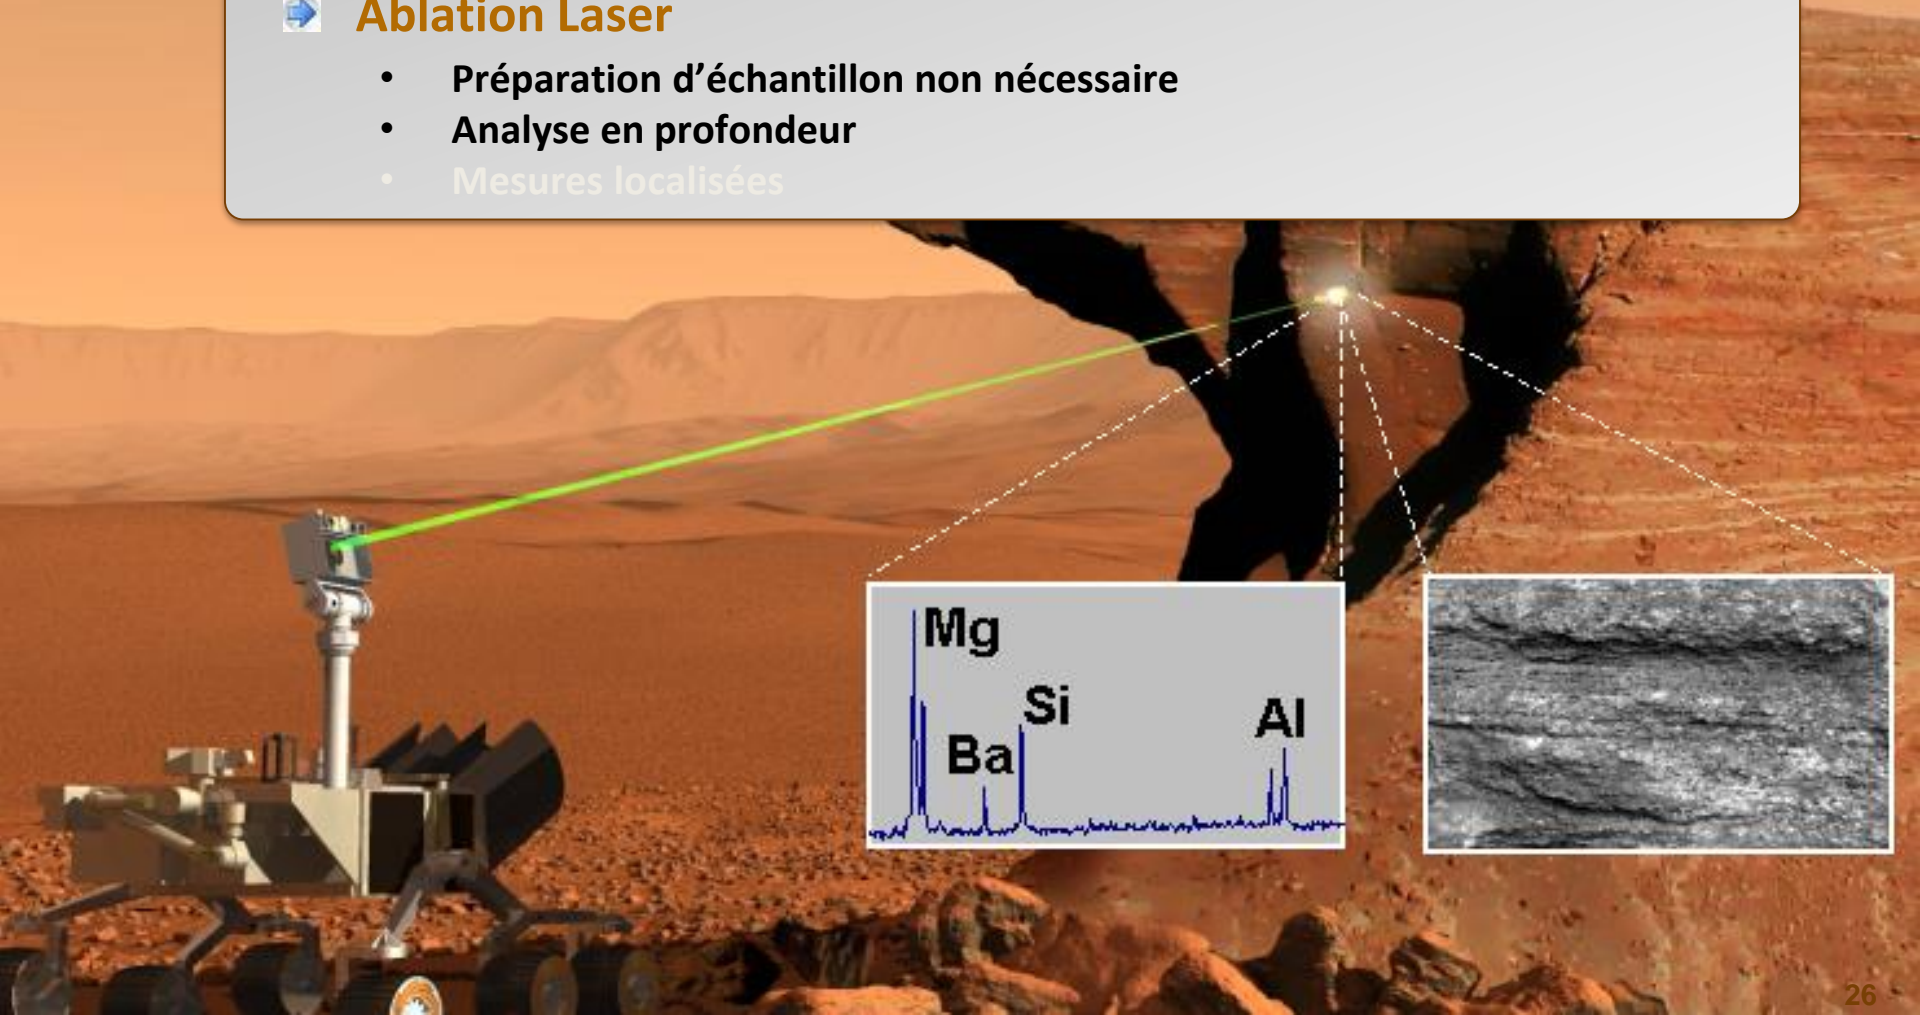 Ablation Laser
• Préparation d’échantillon non nécessaire
• Analyse en profondeur
• Mesures localisées
Mg
Si
Al
Ba
26